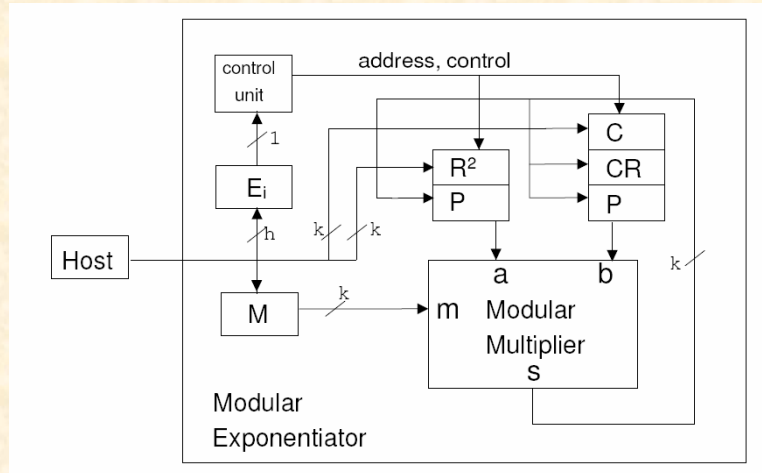 control
unit
address, control
1
C
R²
CR
Eᵢ
P
P
h
k
k
k
Host
a
b
k
M
m
Modular
Multiplier
s
Modular
Exponentiator